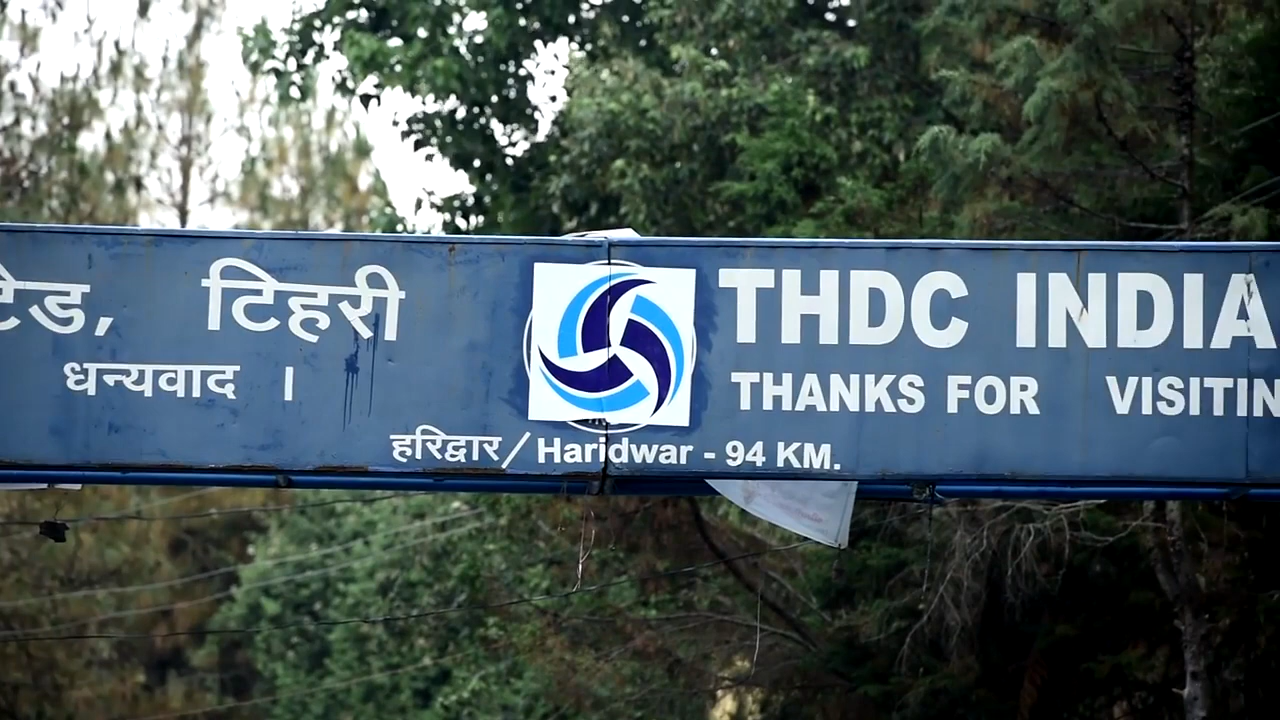 टेड, टिहरी
धन्यवाद ।
THDC INDIA
THANKS FOR VISITIN
हरिद्वार / Haridwar - 94 KM.